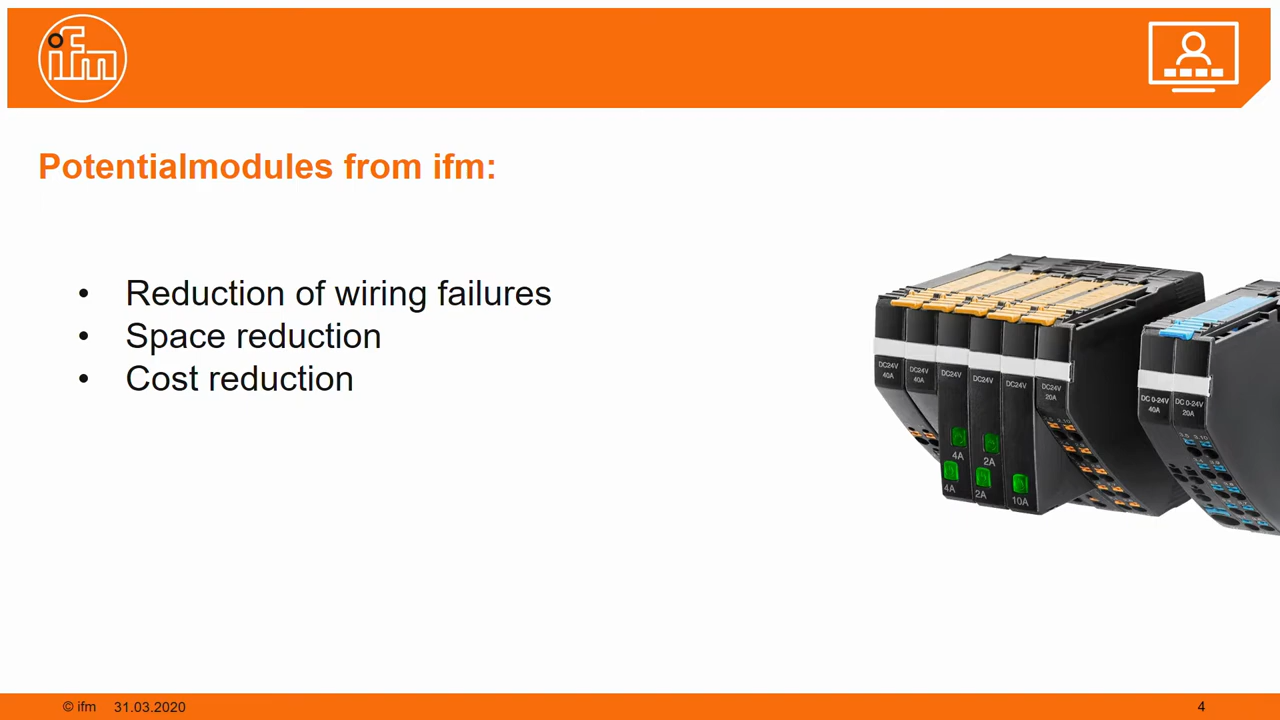 ifm
Potentialmodules from ifm:
• Reduction of wiring failures
• Space reduction
• Cost reduction
DC24V
40A
DC24V
40A
DC24V
4A
4A
DC24V
2A
2A
DC24V
10A
DC24V
20A
DC 0-24V
40A
DC 0-24V
20A
© ifm 31.03.2020
4